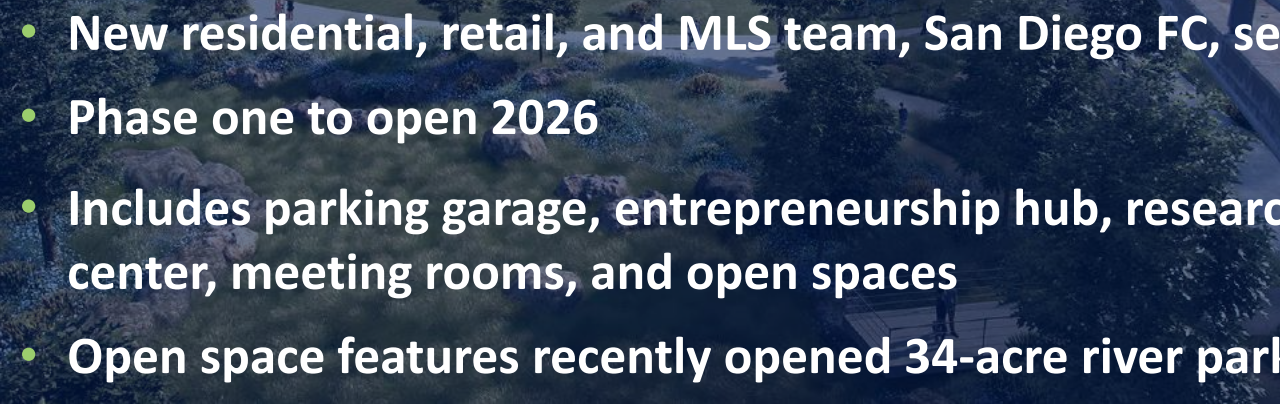 • New residential, retail, and MLS team, San Diego FC, se
• Phase one to open 2026
• Includes parking garage, entrepreneurship hub, researc
center, meeting rooms, and open spaces
• Open space features recently opened 34-acre river park